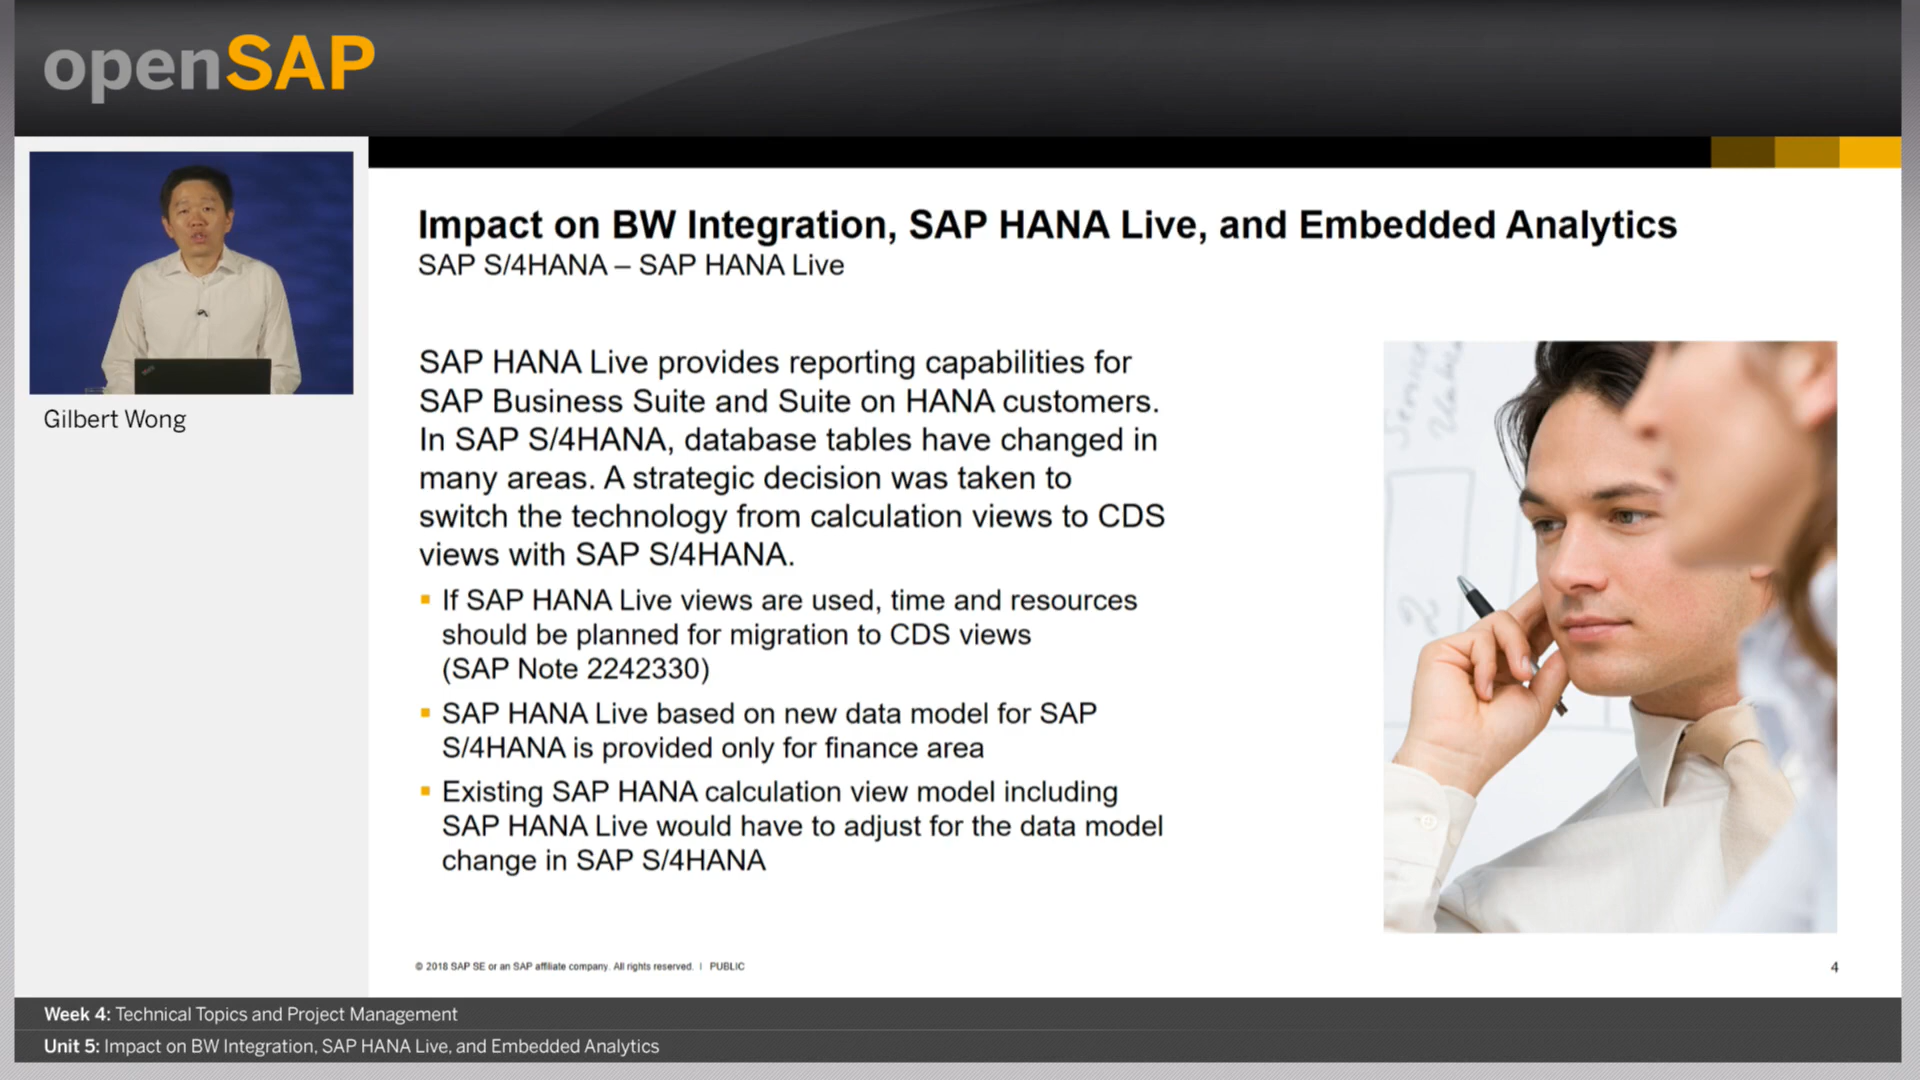 openSAP
Gilbert Wong
Impact on BW Integration, SAP HANA Live, and Embedded Analytics
SAP S/4HANA – SAP HANA Live
SAP HANA Live provides reporting capabilities for
SAP Business Suite and Suite on HANA customers.
In SAP S/4HANA, database tables have changed in
many areas. A strategic decision was taken to
switch the technology from calculation views to CDS
views with SAP S/4HANA.
▪ If SAP HANA Live views are used, time and resources
should be planned for migration to CDS views
(SAP Note 2242330)
▪ SAP HANA Live based on new data model for SAP
S/4HANA is provided only for finance area
▪ Existing SAP HANA calculation view model including
SAP HANA Live would have to adjust for the data model
change in SAP S/4HANA
© 2018 SAP SE or an SAP affiliate company. All rights reserved. | PUBLIC
4
Week 4: Technical Topics and Project Management
Unit 5: Impact on BW Integration, SAP HANA Live, and Embedded Analytics